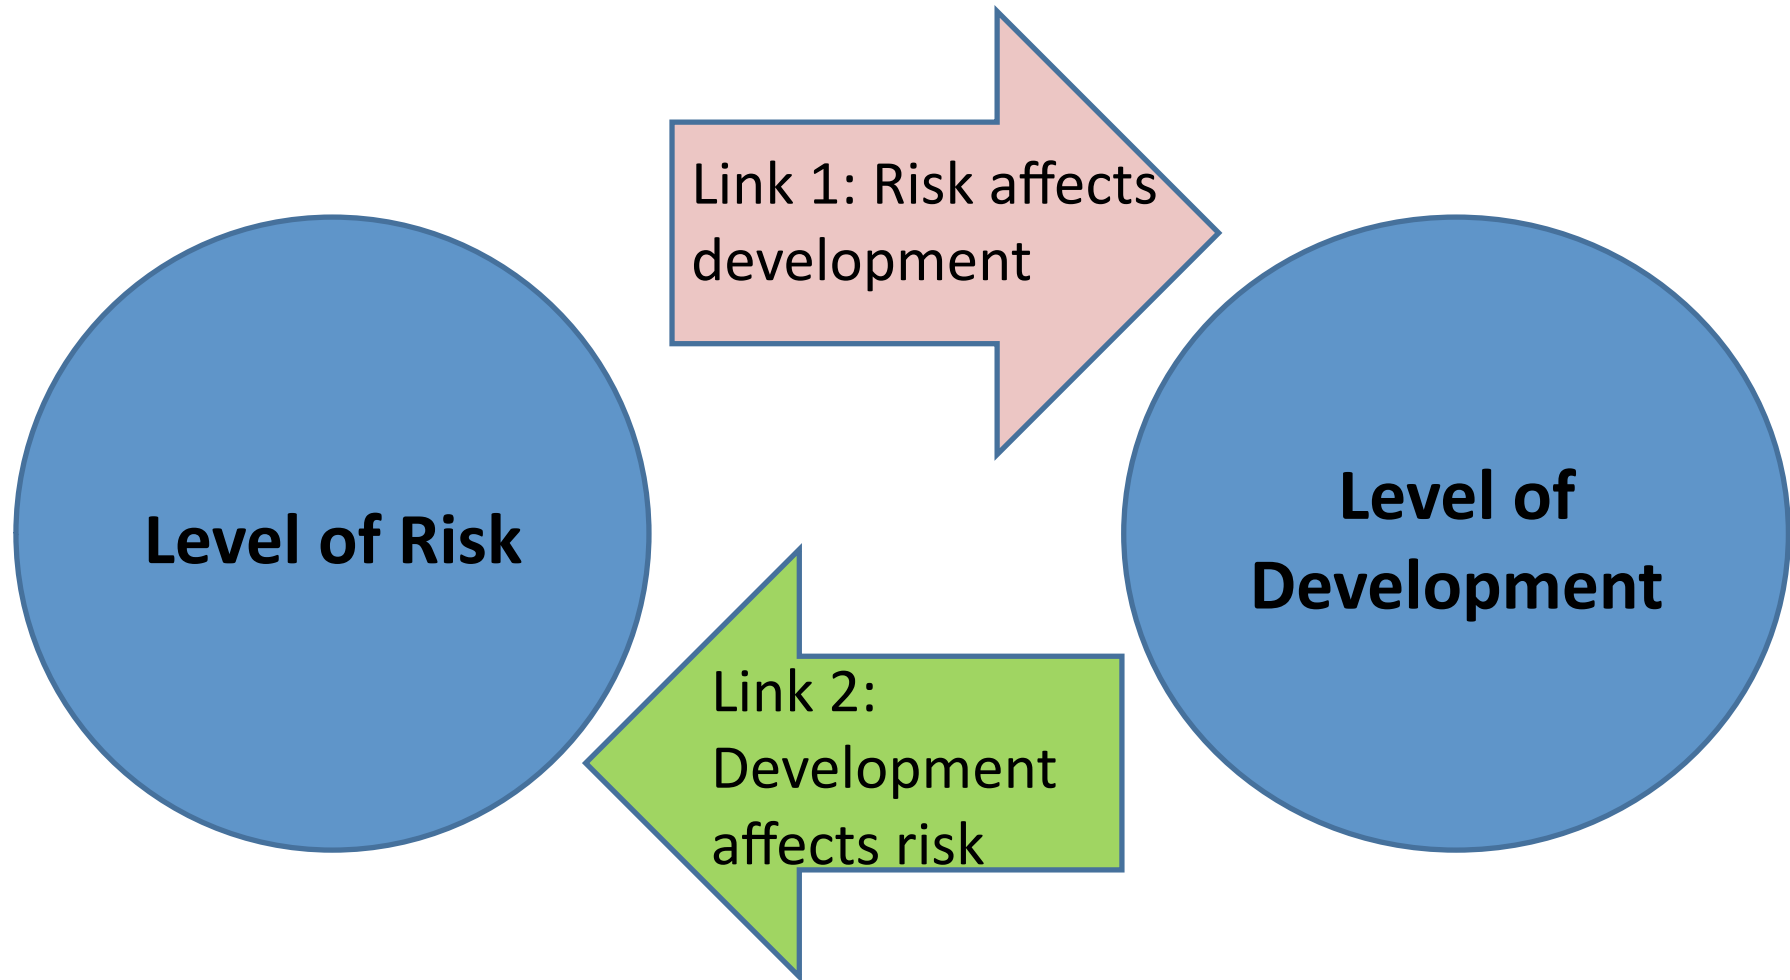 Link 1: Risk affects
development
Level of Risk
Level of
Development
Link 2:
Development
affects risk